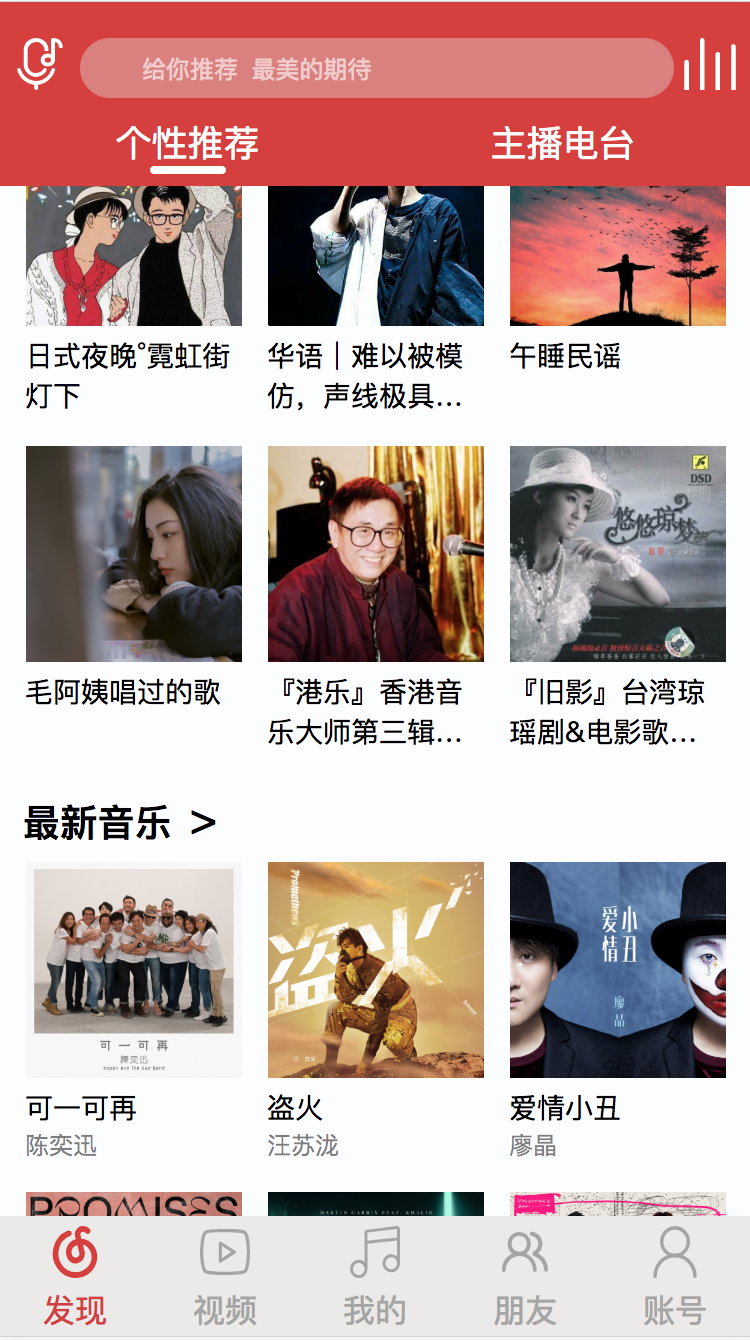 给你推荐 最美的期待
个性推荐
主播电台
日式夜晚°霓虹街
灯下
华语｜难以被模
仿，声线极具…
午睡民谣
DSD
悠悠琼梦
毛阿姨唱过的歌
『港乐』香港音
乐大师第三辑…
『旧影』台湾琼
瑶剧&电影歌…
最新音乐 >
可一可再
陳奕迅
eason and the duo band
Prometheus
盗火
爱情小丑
廖晶
可一可再
陈奕迅
盗火
汪苏泷
爱情小丑
廖晶
PROMISES
MARTIN GARRIX FEAT. KHALID
发现
视频
我的
朋友
账号